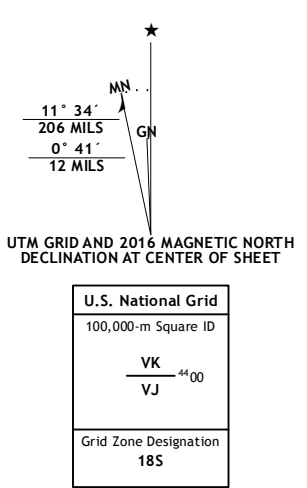 ★
MN
11° 34´
206 MILS
GN
0° 41´
12 MILS
UTM GRID AND 2016 MAGNETIC NORTH
DECLINATION AT CENTER OF SHEET
U.S. National Grid
100,000-m Square ID
VK
⁴⁴00
VJ
Grid Zone Designation
18S